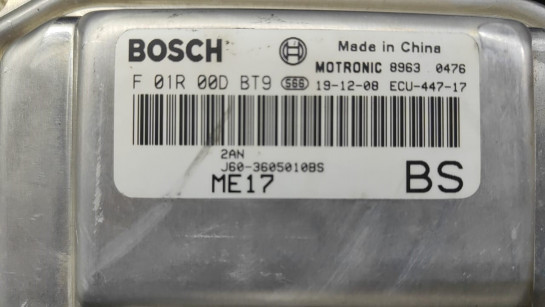 BOSCH
Made in China
MOTRONIC 8963 0476
F 01R 00D BT9 566 19-12-08 ECU-447-17
2AN
J60-3605010BS
ME17 BS